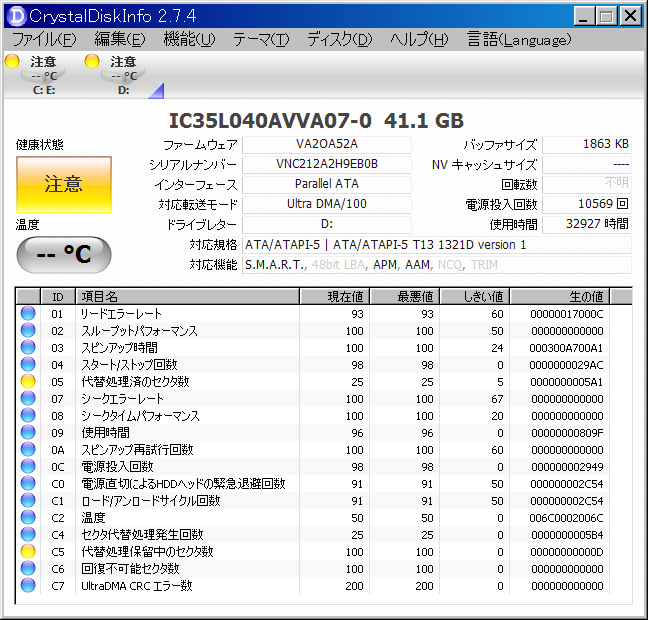 CrystalDiskInfo 2.7.4
ファイル(F) 編集(E) 機能(U) テーマ(T) ディスク(D) ヘルプ(H) 言語(Language)
注意 注意
-- °C -- °C
C: E: D:
IC35L040AVVA07-0 41.1 GB
健康状態
注意
温度
-- °C
ファームウェア VA2OA52A バッファサイズ 1863 KB
シリアルナンバー VNC212A2H9EB0B NV キャッシュサイズ ----
インターフェース Parallel ATA 回転数 不明
対応転送モード Ultra DMA/100 電源投入回数 10569 回
ドライブレター D: 使用時間 32927 時間
対応規格 ATA/ATAPI-5 | ATA/ATAPI-5 T13 1321D version 1
対応機能 S.M.A.R.T., 48bit LBA, APM, AAM, NCQ, TRIM
ID 項目名 現在値 最悪値 しきい値 生の値
01 リードエラーレート 93 93 60 00000017000C
02 スループットパフォーマンス 100 100 50 000000000000
03 スピンアップ時間 100 100 24 000300A700A1
04 スタート/ストップ回数 98 98 0 0000000029AC
05 代替処理済のセクタ数 25 25 5 0000000005A1
07 シークエラーレート 100 100 67 000000000000
08 シークタイムパフォーマンス 100 100 20 000000000000
09 使用時間 96 96 0 00000000809F
0A スピンアップ再試行回数 100 100 60 000000000000
0C 電源投入回数 98 98 0 000000002949
C0 電源直切によるHDDヘッドの緊急退避回数 91 91 50 000000002C54
C1 ロード/アンロードサイクル回数 91 91 50 000000002C54
C2 温度 50 50 0 006C0002006C
C4 セクタ代替処理発生回数 25 25 0 0000000005B4
C5 代替処理保留中のセクタ数 100 100 0 00000000000D
C6 回復不可能セクタ数 100 100 0 000000000000
C7 UltraDMA CRC エラー数 200 200 0 000000000000